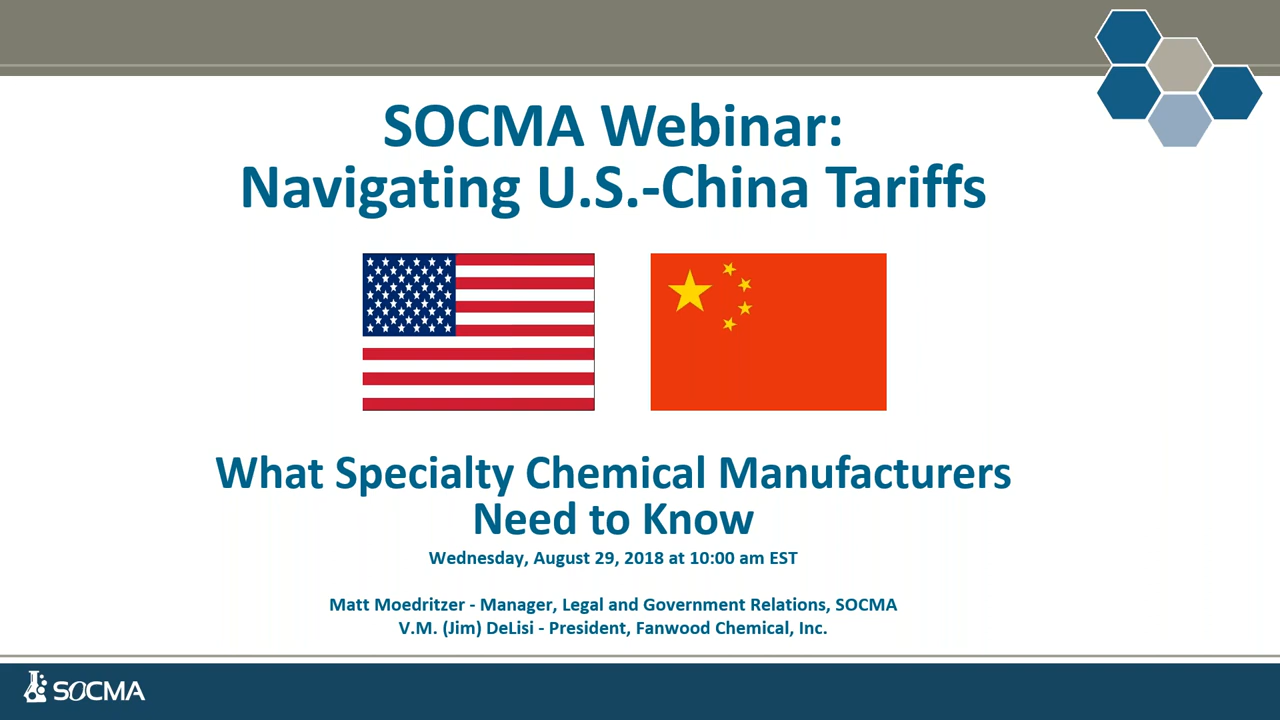 SOCMA Webinar:
Navigating U.S.-China Tariffs
What Specialty Chemical Manufacturers
Need to Know
Wednesday, August 29, 2018 at 10:00 am EST
Matt Moedritzer - Manager, Legal and Government Relations, SOCMA
V.M. (Jim) DeLisi - President, Fanwood Chemical, Inc.
SOCMA